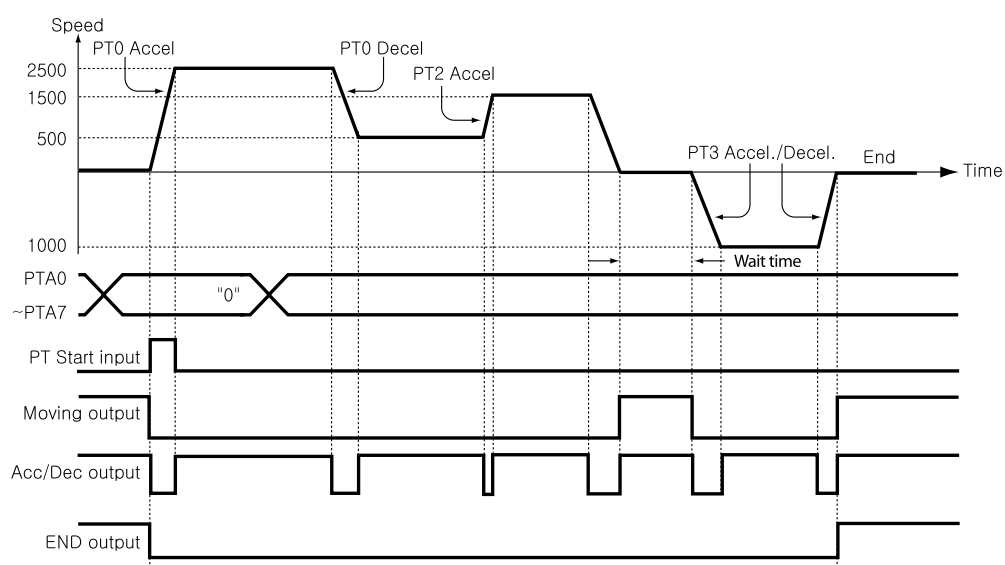 Speed
PT0 Accel
PT0 Decel
PT2 Accel
2500
1500
500
PT3 Accel./Decel.
End
Time
1000
Wait time
PTA0
"0"
~PTA7
PT Start input
Moving output
Acc/Dec output
END output